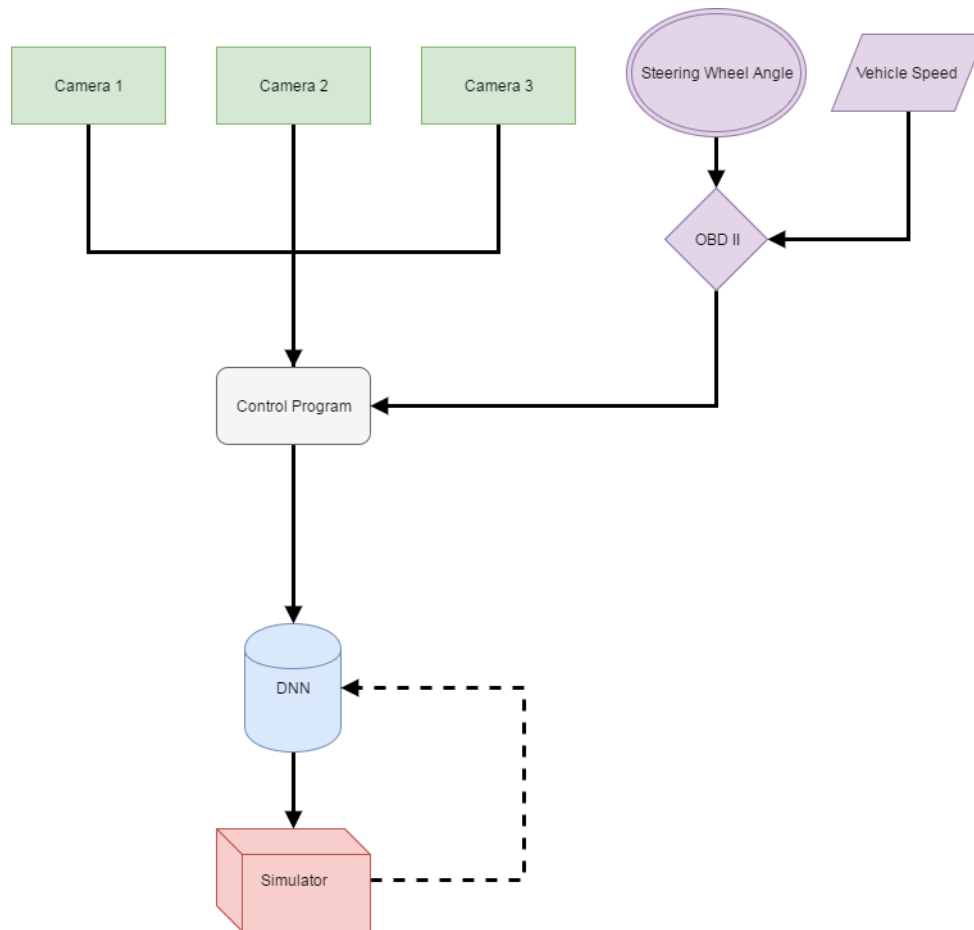 Camera 1
Camera 2
Camera 3
Steering Wheel Angle
Vehicle Speed
OBD II
Control Program
DNN
Simulator